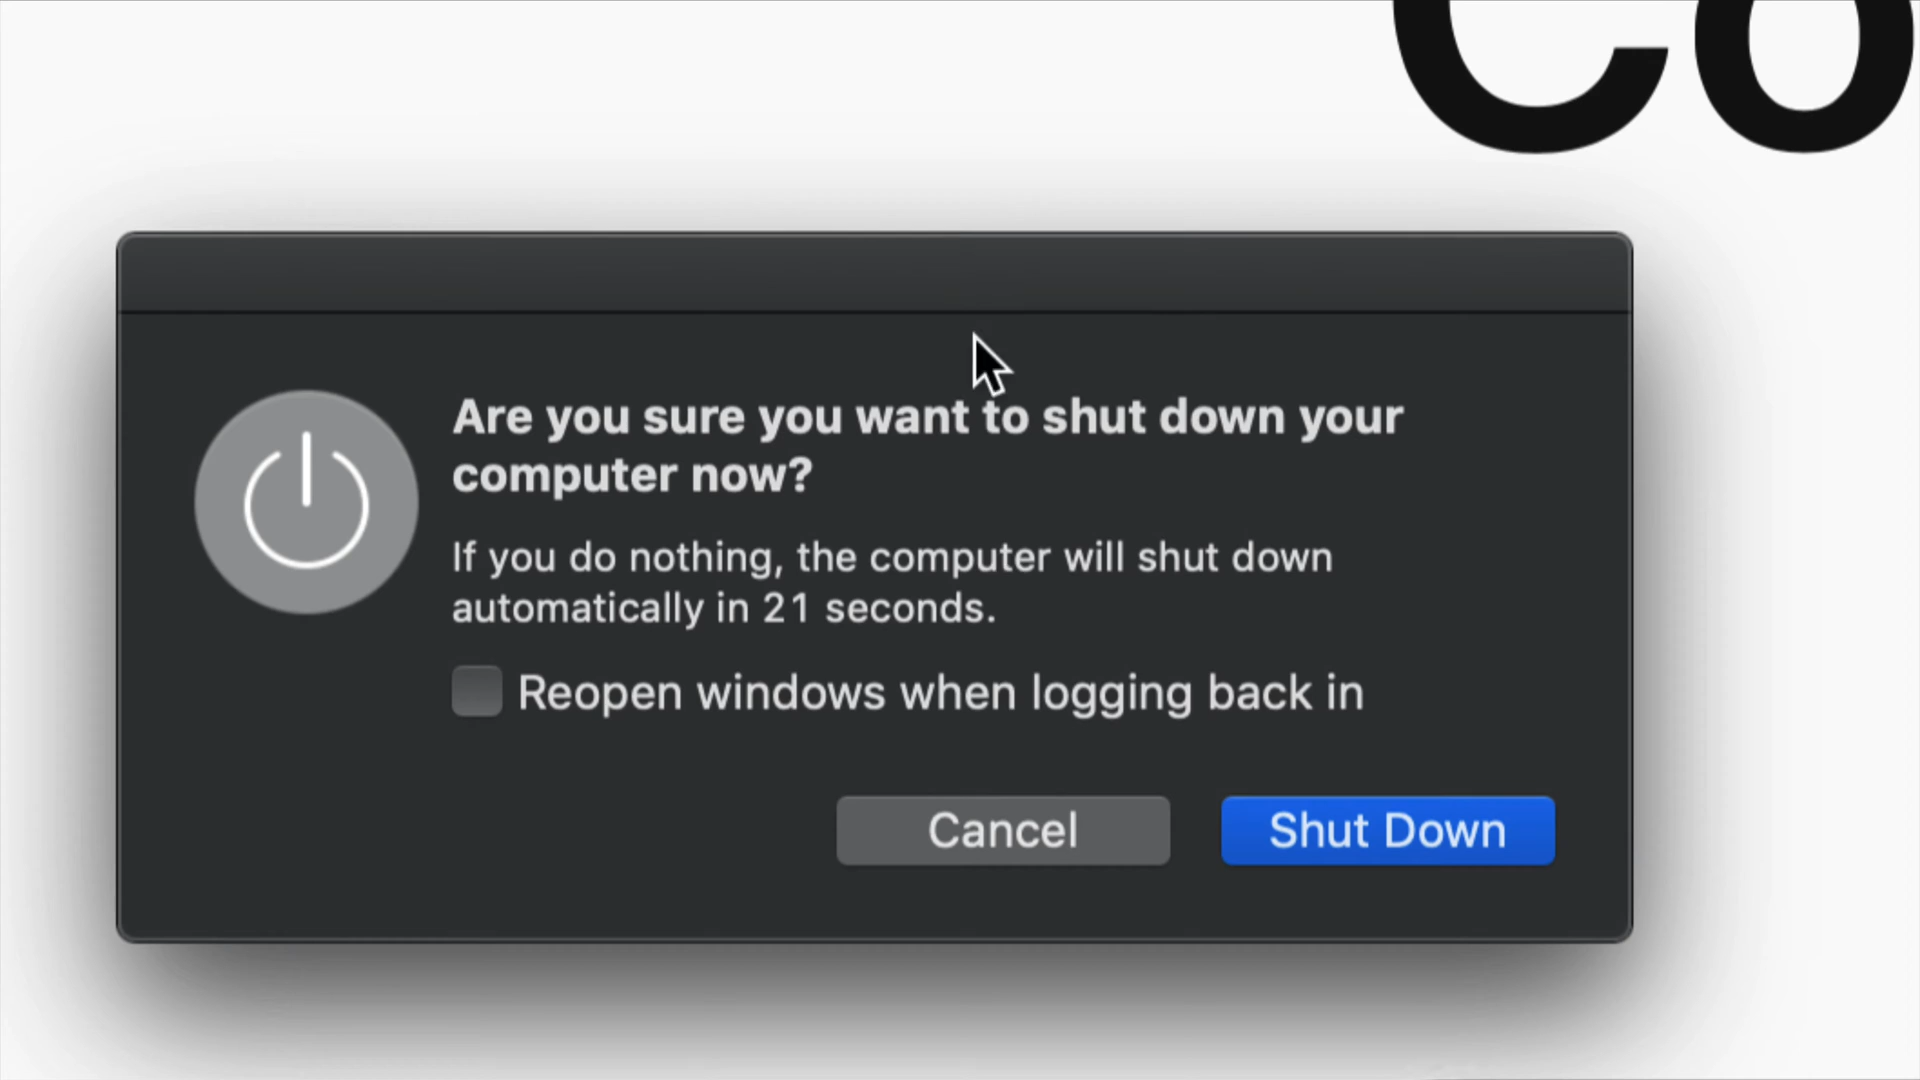 Co
Are you sure you want to shut down your
computer now?
If you do nothing, the computer will shut down
automatically in 21 seconds.
Reopen windows when logging back in
Cancel
Shut Down